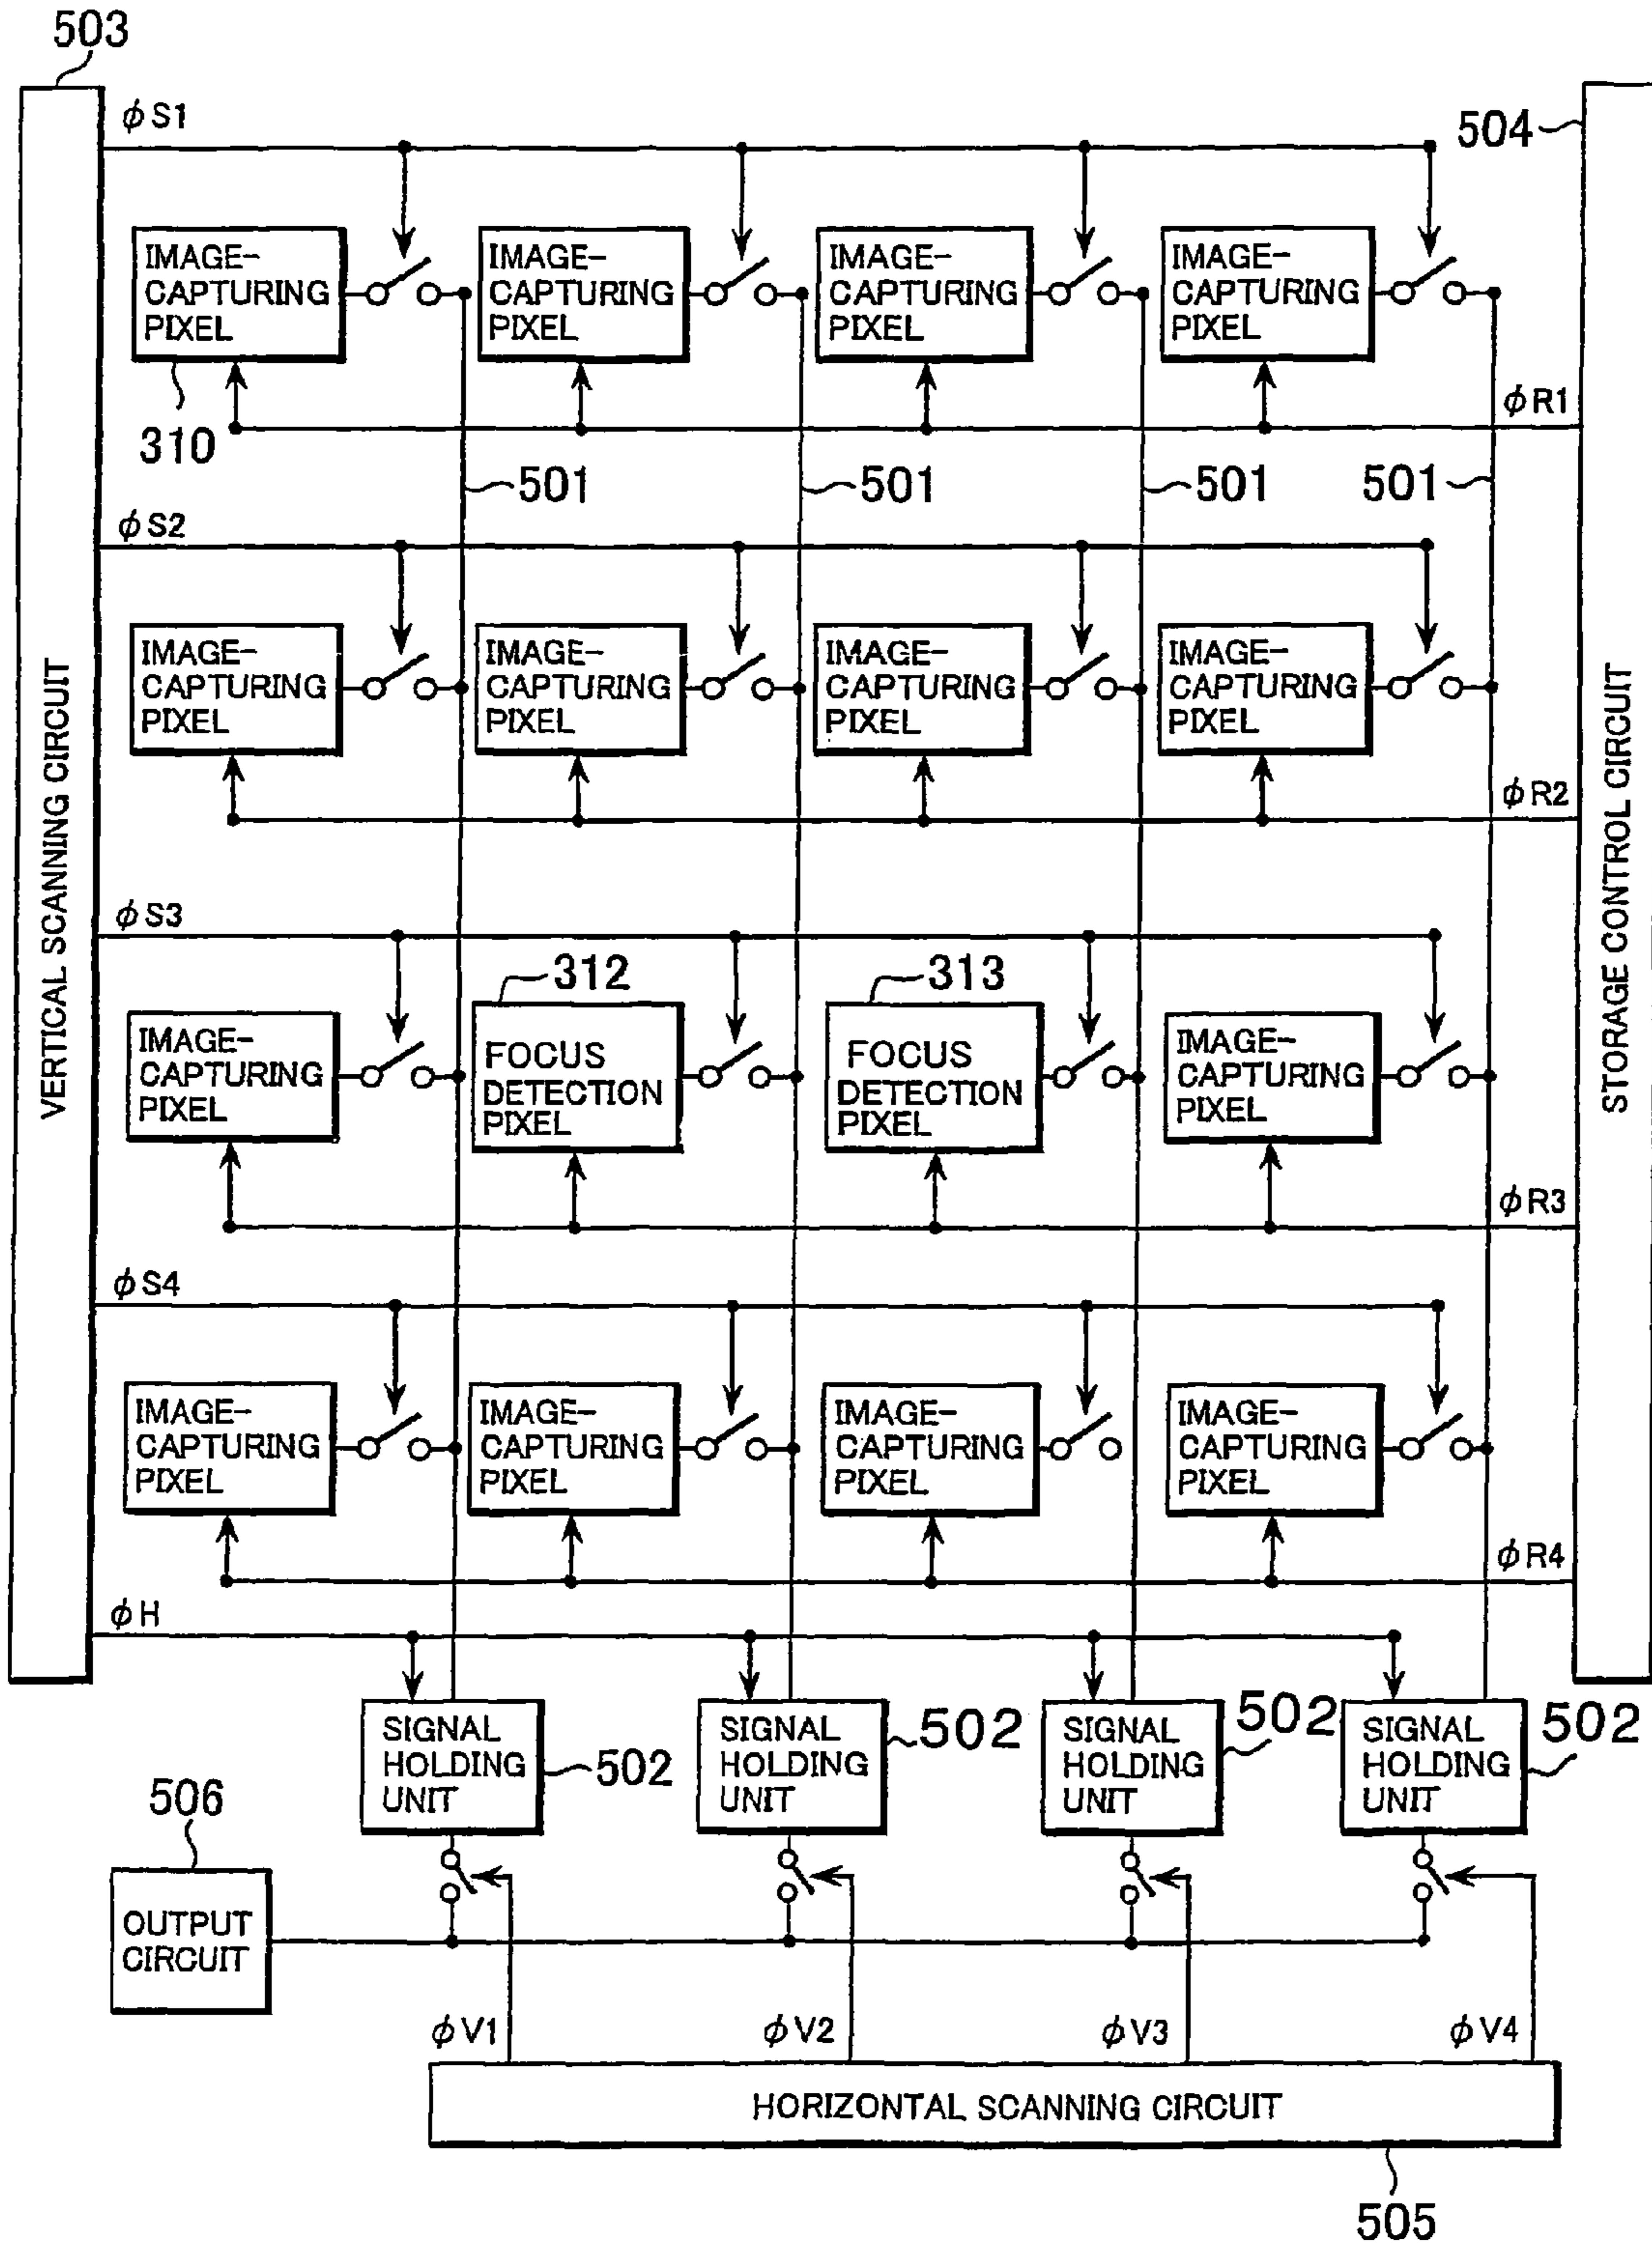 503
φS1
504
IMAGE-
CAPTURING
PIXEL
IMAGE-
CAPTURING
PIXEL
IMAGE-
CAPTURING
PIXEL
IMAGE-
CAPTURING
PIXEL
φR1
310
501
501
501
501
φS2
IMAGE-
CAPTURING
PIXEL
IMAGE-
CAPTURING
PIXEL
IMAGE-
CAPTURING
PIXEL
IMAGE-
CAPTURING
PIXEL
VERTICAL SCANNING CIRCUIT
STORAGE CONTROL CIRCUIT
φR2
φS3
312
313
IMAGE-
CAPTURING
PIXEL
FOCUS
DETECTION
PIXEL
FOCUS
DETECTION
PIXEL
IMAGE-
CAPTURING
PIXEL
φR3
φS4
IMAGE-
CAPTURING
PIXEL
IMAGE-
CAPTURING
PIXEL
IMAGE-
CAPTURING
PIXEL
IMAGE-
CAPTURING
PIXEL
φR4
φH
SIGNAL
HOLDING
UNIT
502
SIGNAL
HOLDING
UNIT
502
SIGNAL
HOLDING
UNIT
502
SIGNAL
HOLDING
UNIT
502
506
OUTPUT
CIRCUIT
φV1
φV2
φV3
φV4
HORIZONTAL SCANNING CIRCUIT
505